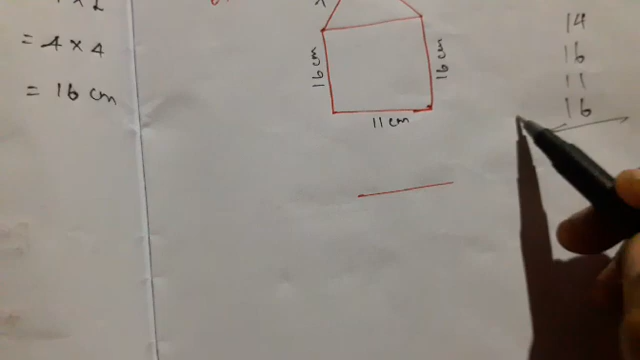 = 4 × 4
= 16 cm
16 cm
16 cm
11 cm
14
16
11
16